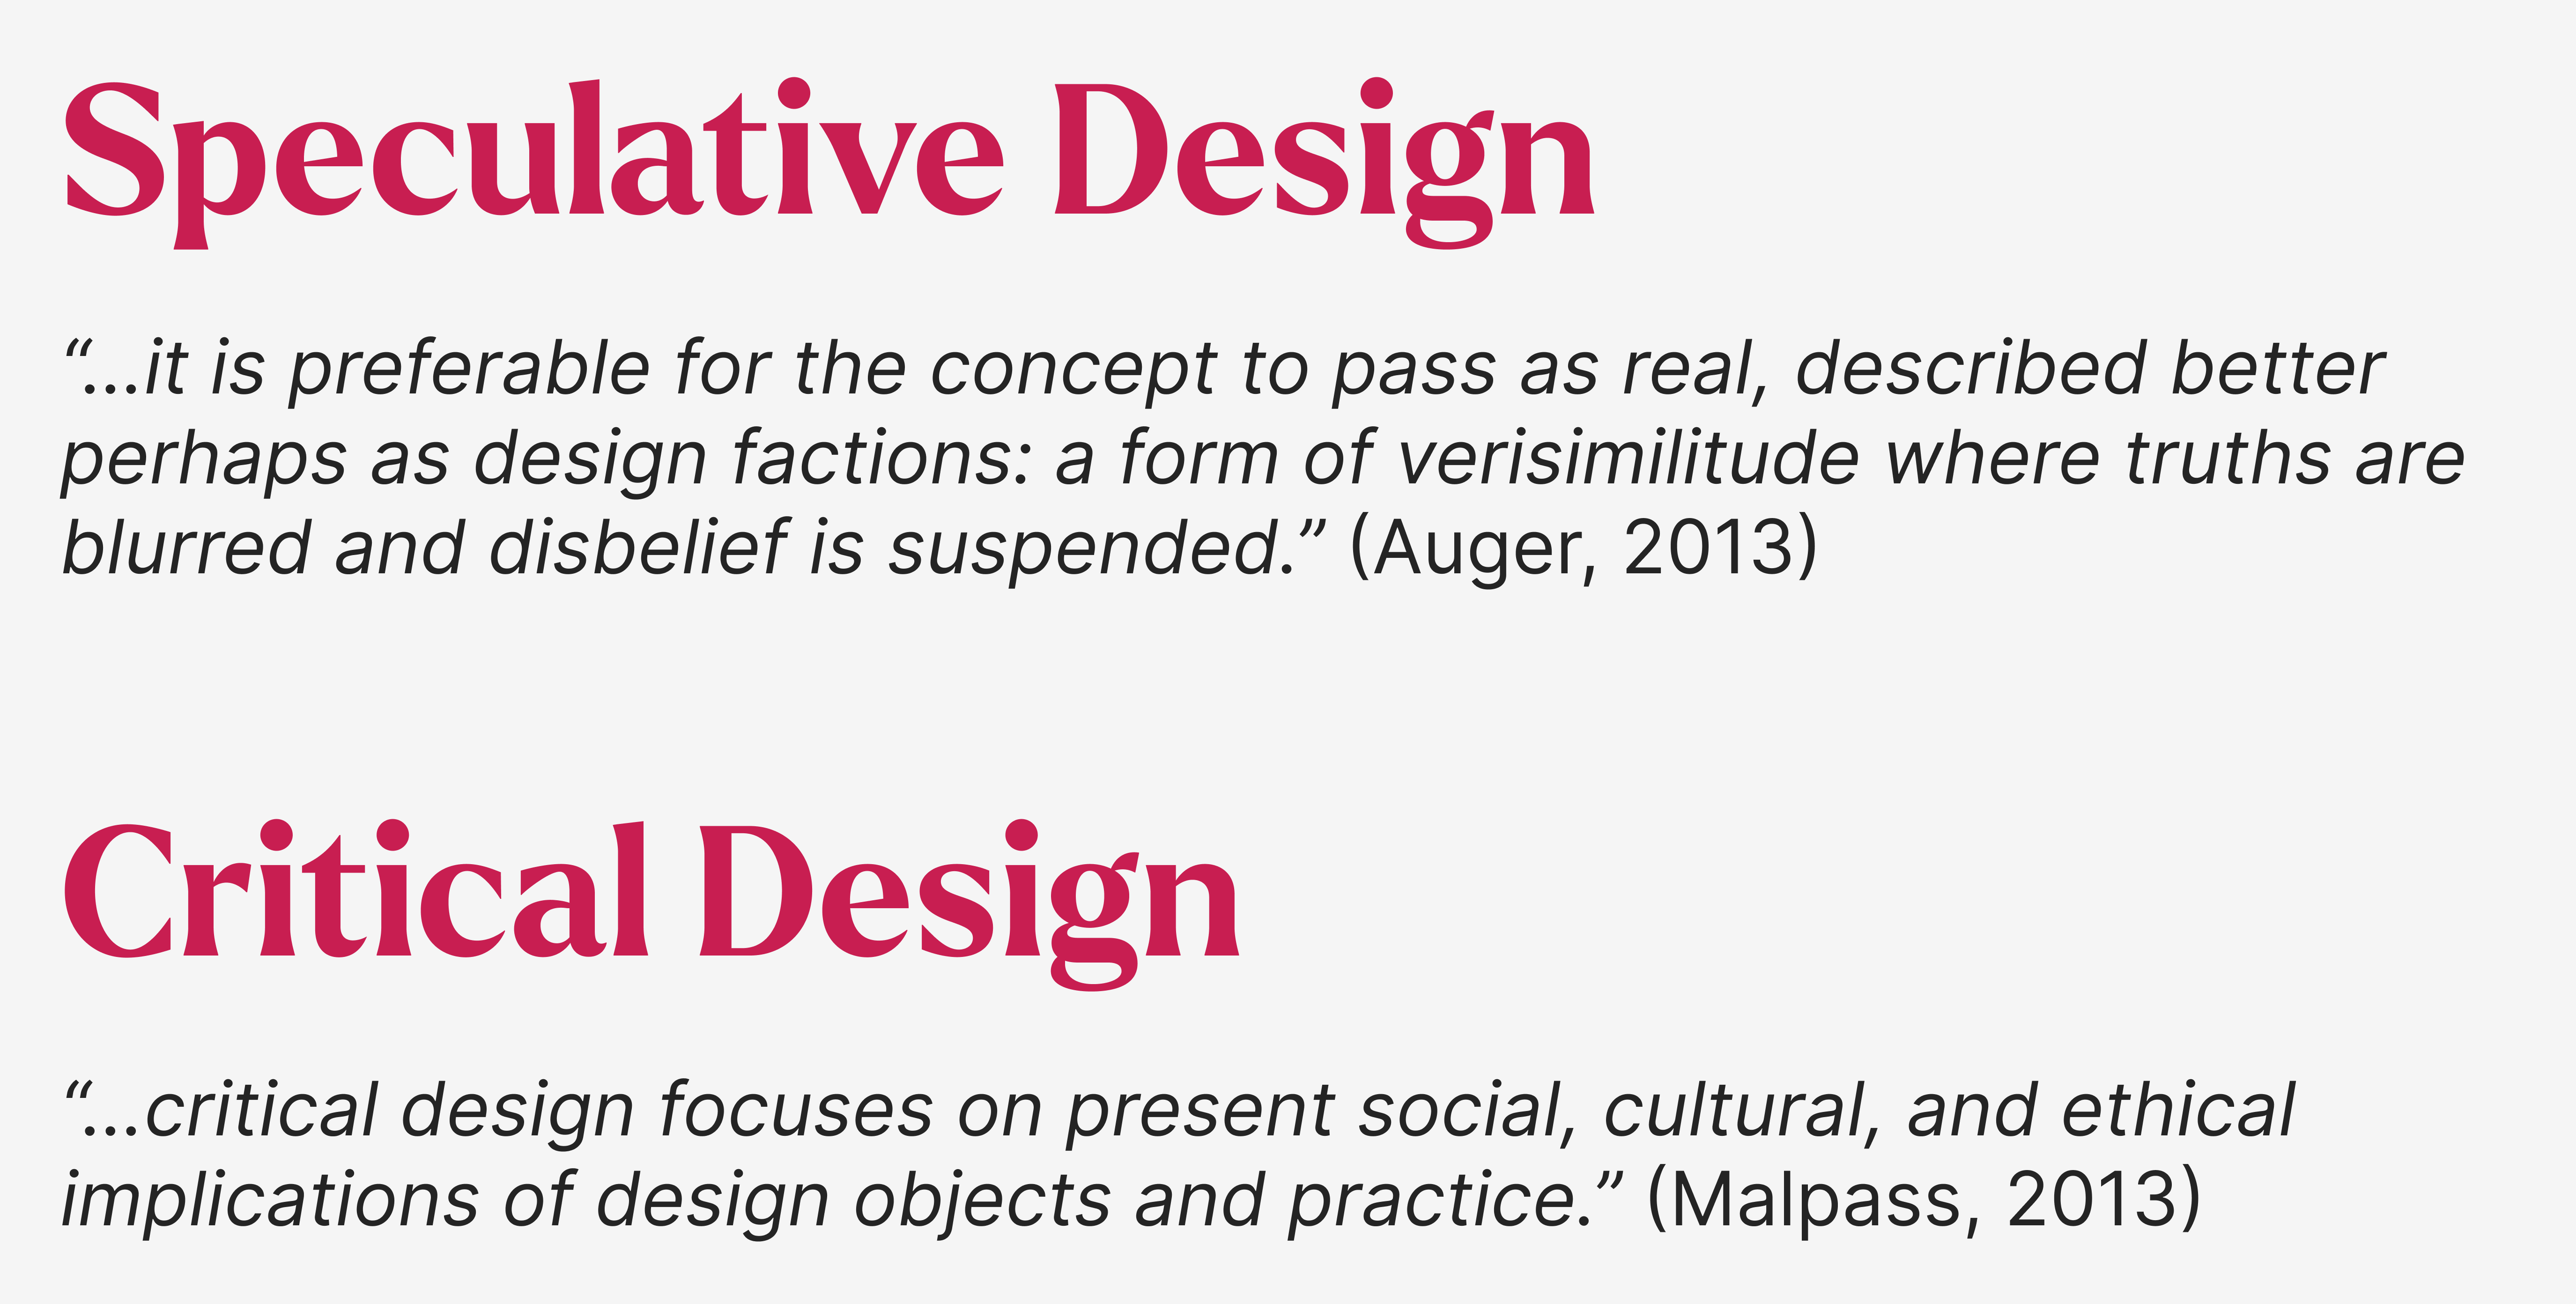 Speculative Design
“...it is preferable for the concept to pass as real, described better
perhaps as design factions: a form of verisimilitude where truths are
blurred and disbelief is suspended.” (Auger, 2013)
Critical Design
“...critical design focuses on present social, cultural, and ethical
implications of design objects and practice.” (Malpass, 2013)